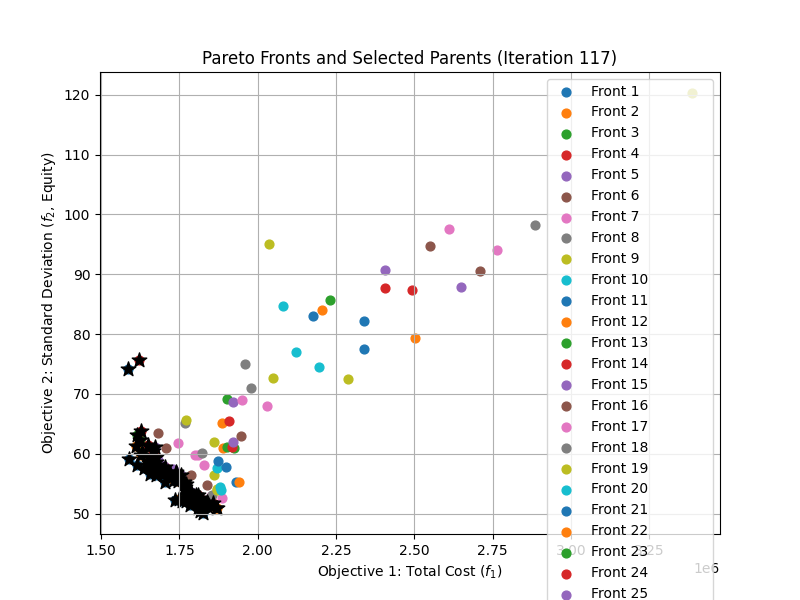 Pareto Fronts and Selected Parents (Iteration 117)
Objective 2: Standard Deviation (f2, Equity)
120
110
100
90
80
70
60
50
1.50 1.75 2.00 2.25 2.50 2.75 3.00 3.25
1e6
Objective 1: Total Cost (f1)
Front 1
Front 2
Front 3
Front 4
Front 5
Front 6
Front 7
Front 8
Front 9
Front 10
Front 11
Front 12
Front 13
Front 14
Front 15
Front 16
Front 17
Front 18
Front 19
Front 20
Front 21
Front 22
Front 23
Front 24
Front 25